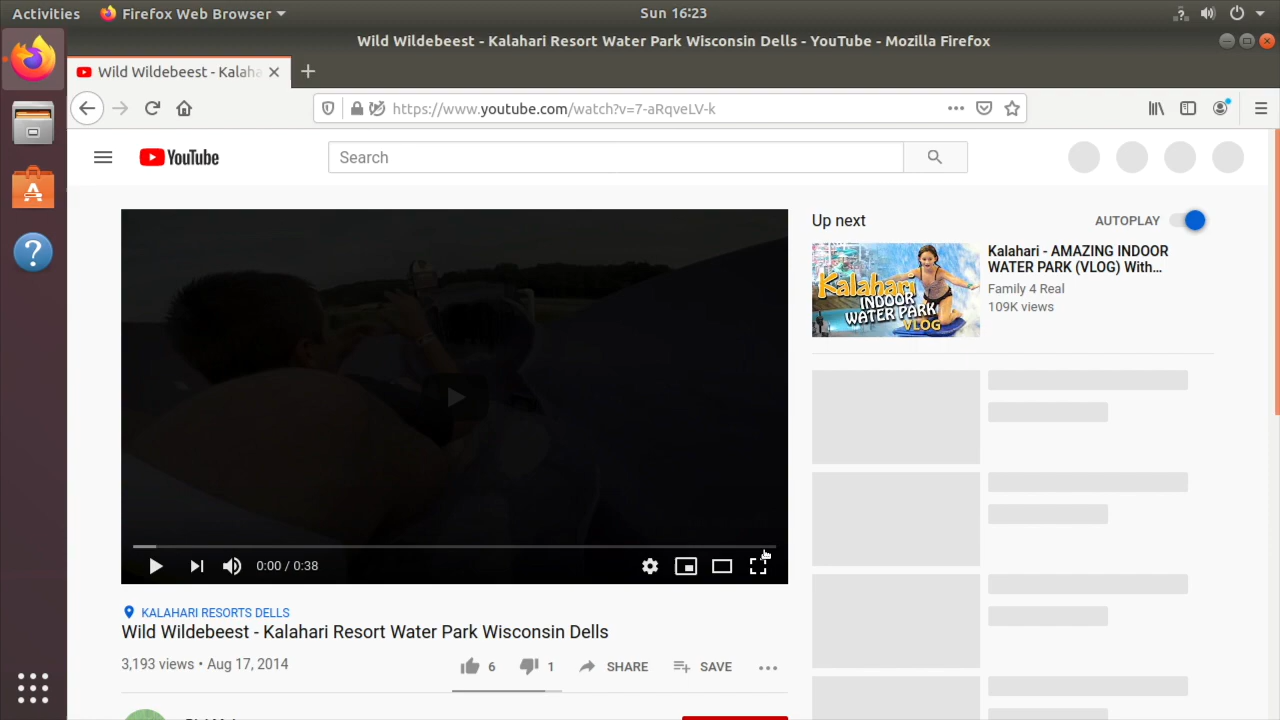 Activities
Firefox Web Browser
Sun 16:23
Wild Wildebeest - Kalahari Resort Water Park Wisconsin Dells - YouTube - Mozilla Firefox
Wild Wildebeest - Kalaha
https://www.youtube.com/watch?v=7-aRqveLV-k
YouTube
Search
Up next
AUTOPLAY
Kalahari
INDOOR
WATER PARK
VLOG
Kalahari - AMAZING INDOOR
WATER PARK (VLOG) With...
Family 4 Real
109K views
0:00 / 0:38
KALAHARI RESORTS DELLS
Wild Wildebeest - Kalahari Resort Water Park Wisconsin Dells
3,193 views • Aug 17, 2014
6
1
SHARE
SAVE